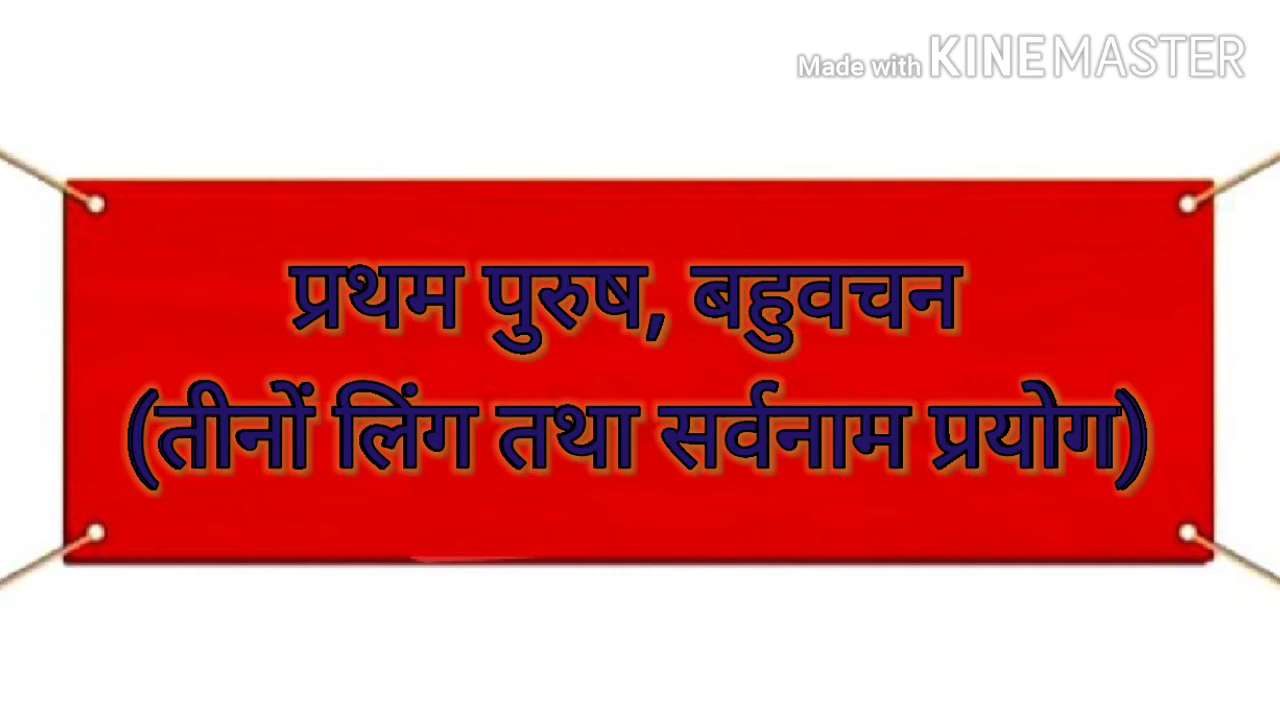 Made with KINEMASTER
प्रथम पुरुष, बहुवचन
(तीनों लिंग तथा सर्वनाम प्रयोग)